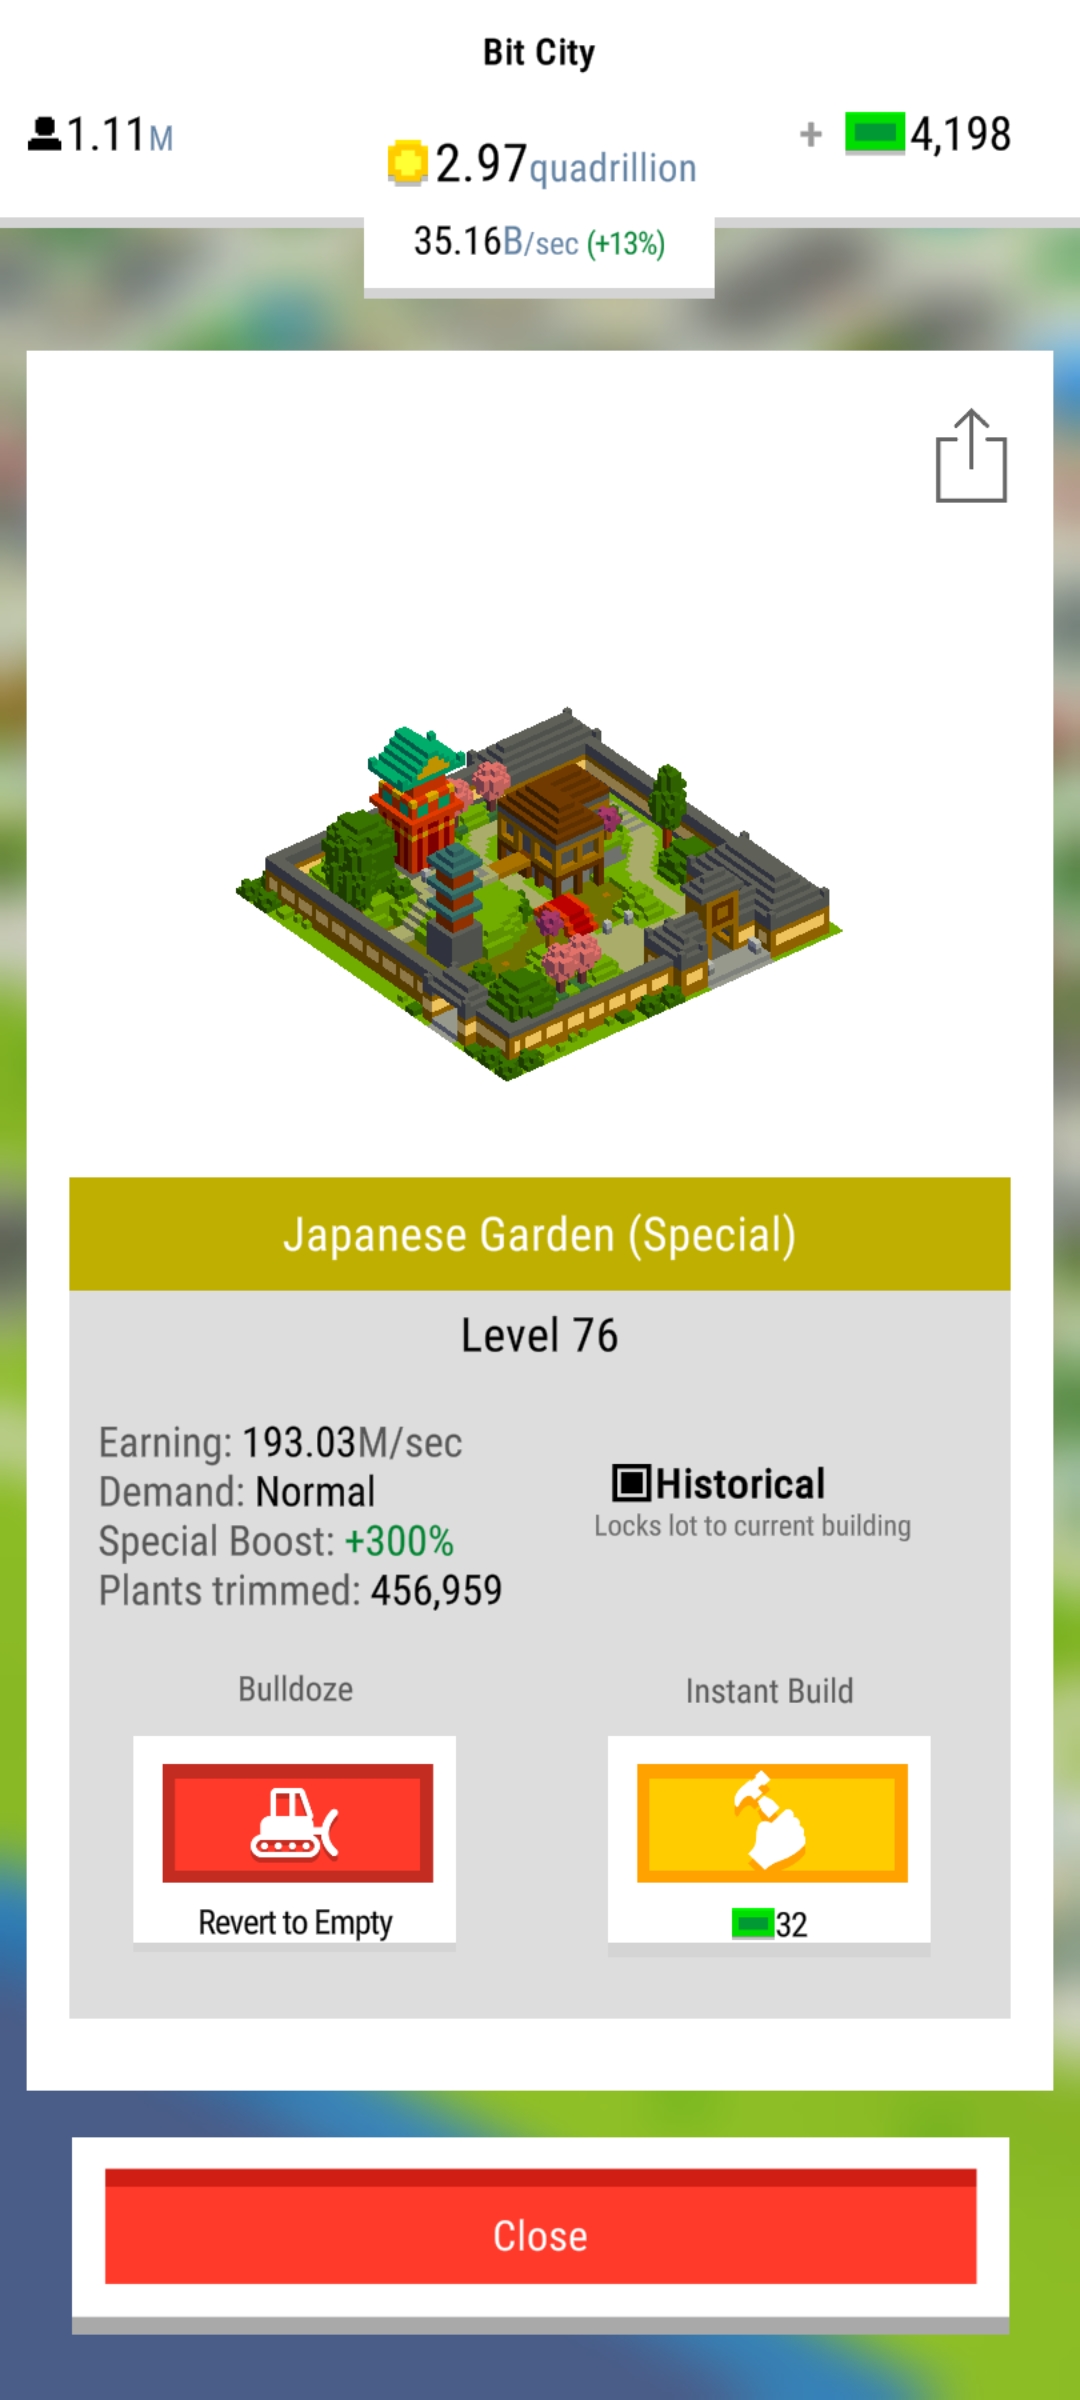 Bit City
1.11M
2.97quadrillion
+ 4,198
35.16B/sec (+13%)
Japanese Garden (Special)
Level 76
Earning: 193.03M/sec
Demand: Normal
Special Boost: +300%
Plants trimmed: 456,959
Historical
Locks lot to current building
Bulldoze
Instant Build
Revert to Empty
32
Close